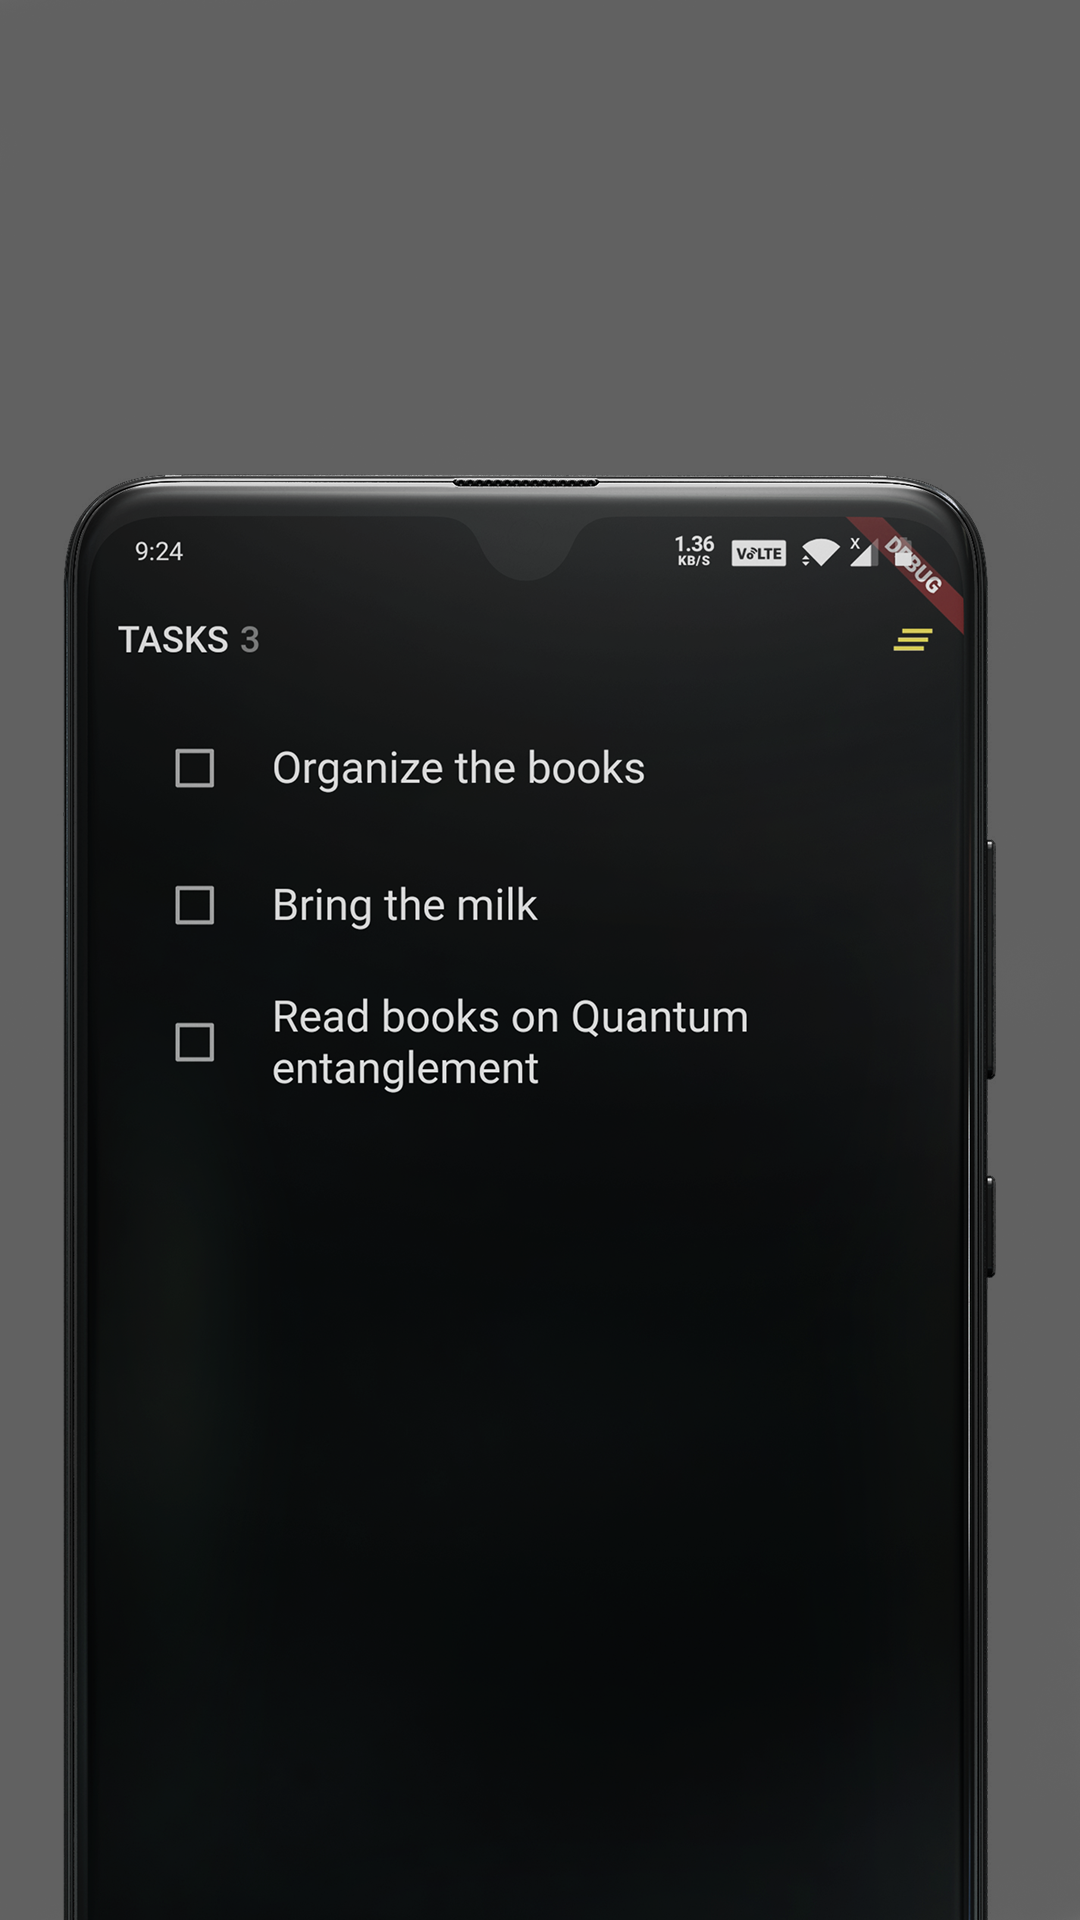 9:24
1.36
KB/S
VoLTE
X
DEBUG
TASKS 3
Organize the books
Bring the milk
Read books on Quantum
entanglement